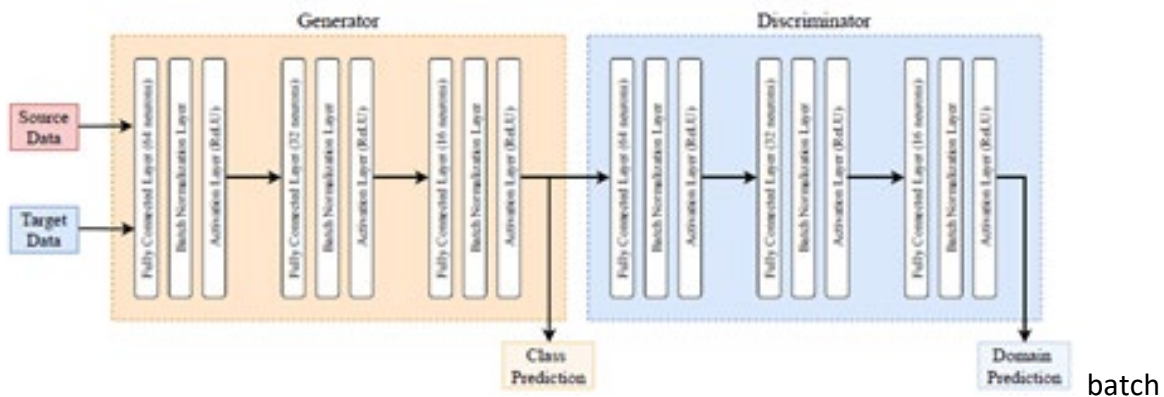 Generator
Discriminator
Source
Data
Target
Data
Fully Connected Layer (64 neurons)
Batch Normalization Layer
Activation Layer (ReLU)
Fully Connected Layer (32 neurons)
Batch Normalization Layer
Activation Layer (ReLU)
Fully Connected Layer (16 neurons)
Batch Normalization Layer
Activation Layer (ReLU)
Fully Connected Layer (64 neurons)
Batch Normalization Layer
Activation Layer (ReLU)
Fully Connected Layer (32 neurons)
Batch Normalization Layer
Activation Layer (ReLU)
Fully Connected Layer (16 neurons)
Batch Normalization Layer
Activation Layer (ReLU)
Class
Prediction
Domain
Prediction
batch